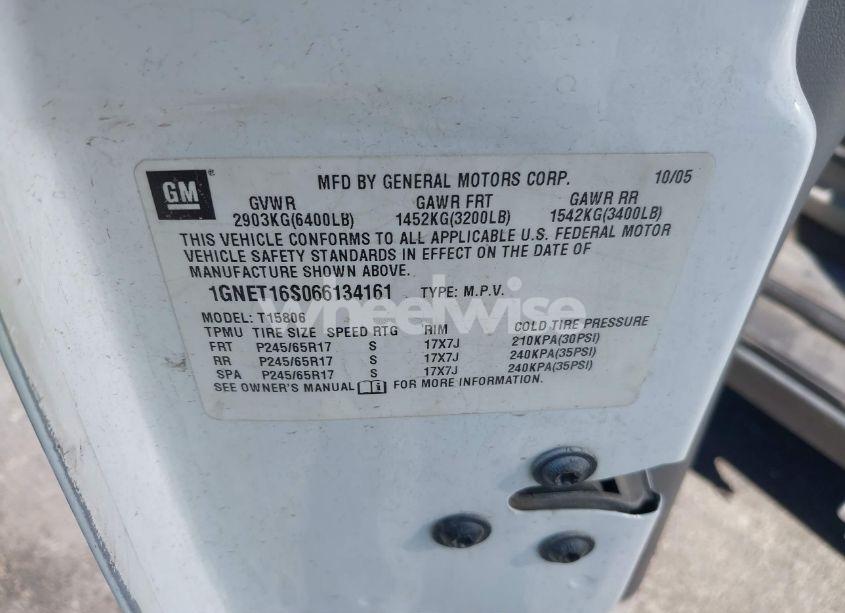 GM
MFD BY GENERAL MOTORS CORP. 10/05
GVWR GAWR FRT GAWR RR
2903KG(6400LB) 1452KG(3200LB) 1542KG(3400LB)
THIS VEHICLE CONFORMS TO ALL APPLICABLE U.S. FEDERAL MOTOR
VEHICLE SAFETY STANDARDS IN EFFECT ON THE DATE OF
MANUFACTURE SHOWN ABOVE.
1GNET16S066134161 TYPE: M.P.V.
wheelwise
MODEL: T15806
TPMU TIRE SIZE SPEED RTG RIM COLD TIRE PRESSURE
FRT P245/65R17 S 17X7J 210KPA(30PSI)
RR P245/65R17 S 17X7J 240KPA(35PSI)
SPA P245/65R17 S 17X7J 240KPA(35PSI)
SEE OWNER'S MANUAL FOR MORE INFORMATION.